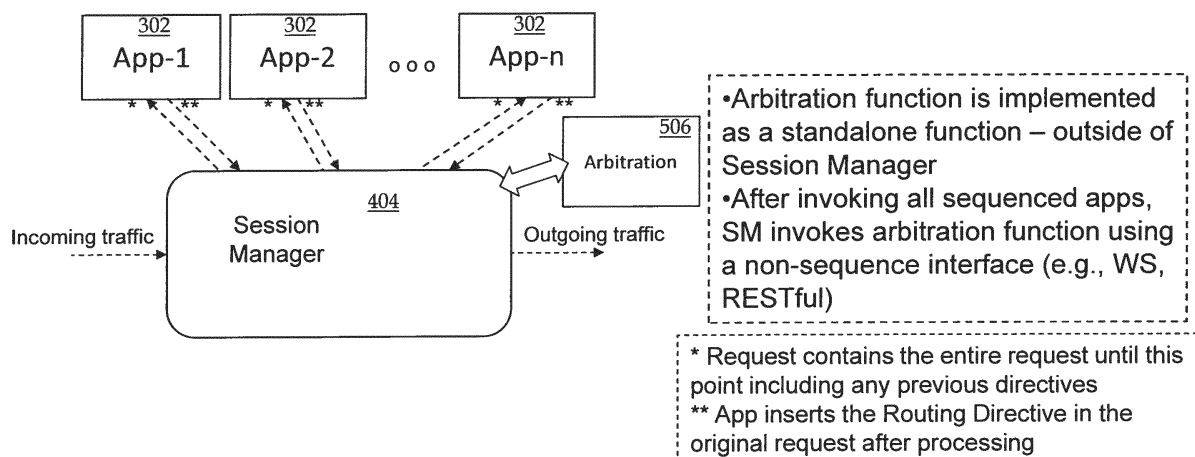 302
App-1
302
App-2
o o o
302
App-n
* **
* **
* **
506
Arbitration
404
Session
Manager
Incoming traffic
Outgoing traffic
•Arbitration function is implemented
as a standalone function – outside of
Session Manager
•After invoking all sequenced apps,
SM invokes arbitration function using
a non-sequence interface (e.g., WS,
RESTful)
* Request contains the entire request until this
point including any previous directives
** App inserts the Routing Directive in the
original request after processing